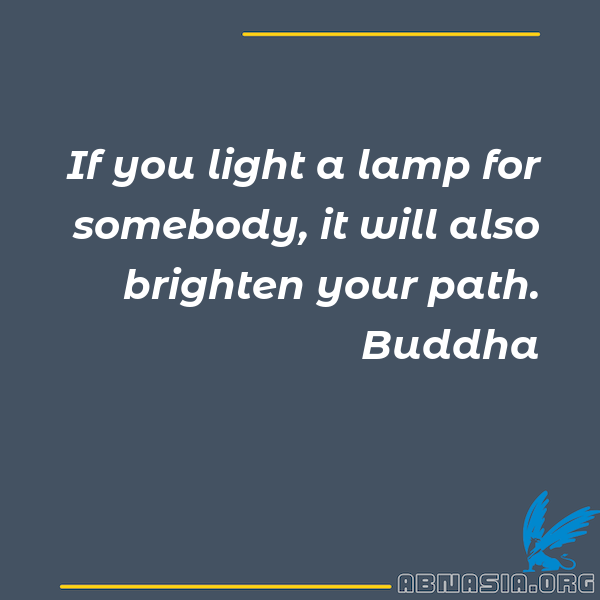 If you light a lamp for
somebody, it will also
brighten your path.
Buddha
ABNASIA.ORG